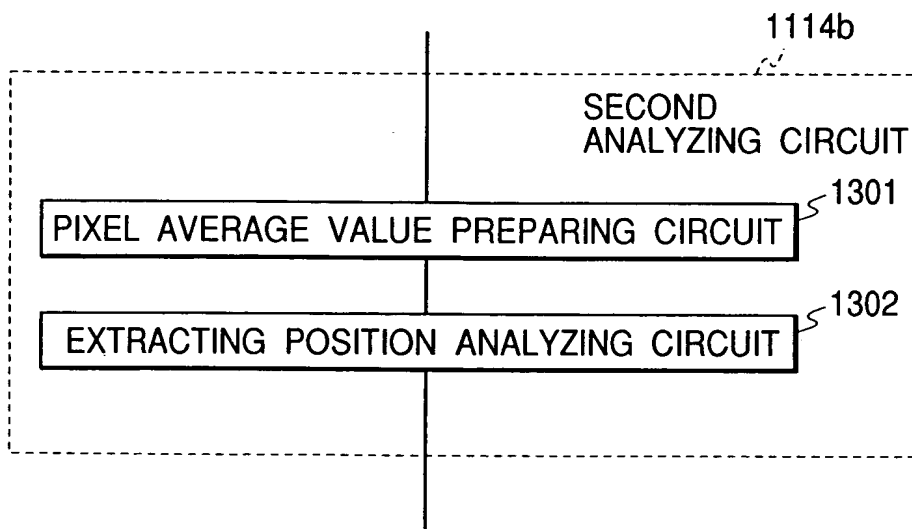 1114b
SECOND
ANALYZING CIRCUIT
1301
PIXEL AVERAGE VALUE PREPARING CIRCUIT
1302
EXTRACTING POSITION ANALYZING CIRCUIT